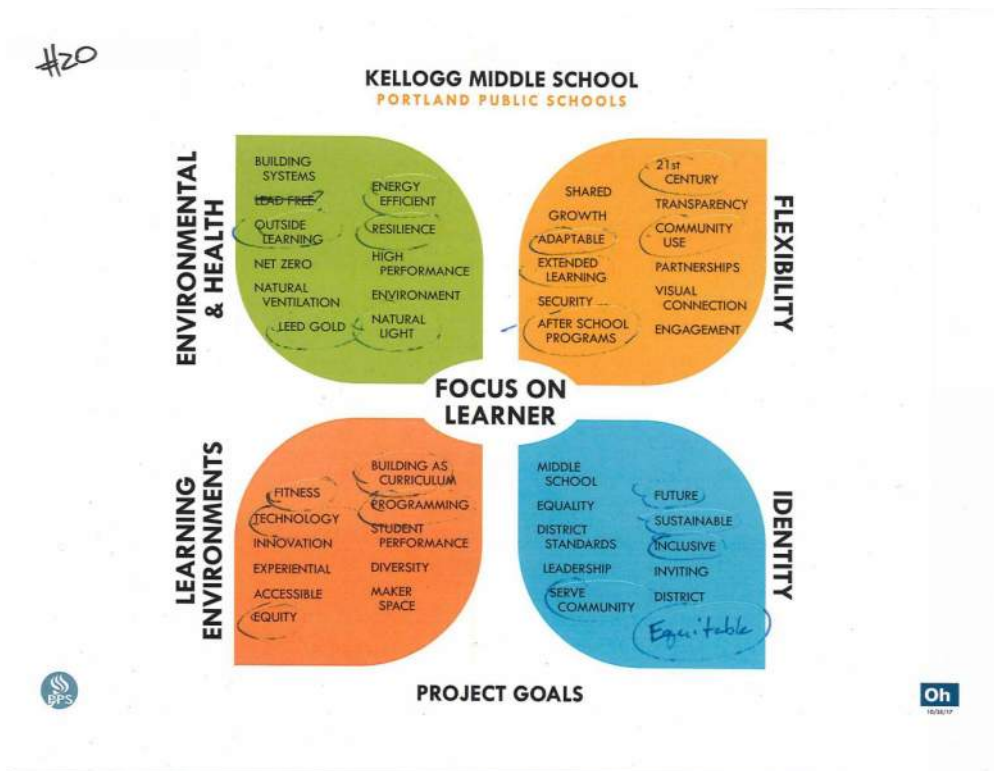 #20
KELLOGG MIDDLE SCHOOL
PORTLAND PUBLIC SCHOOLS
ENVIRONMENTAL
& HEALTH
BUILDING
SYSTEMS
LEAD FREE?
OUTSIDE
LEARNING
NET ZERO
NATURAL
VENTILATION
LEED GOLD
ENERGY
EFFICIENT
RESILIENCE
HIGH
PERFORMANCE
ENVIRONMENT
NATURAL
LIGHT
SHARED
GROWTH
ADAPTABLE
EXTENDED
LEARNING
SECURITY
AFTER SCHOOL
PROGRAMS
21st
CENTURY
TRANSPARENCY
COMMUNITY
USE
PARTNERSHIPS
VISUAL
CONNECTION
ENGAGEMENT
FLEXIBILITY
FOCUS ON
LEARNER
LEARNING
ENVIRONMENTS
FITNESS
TECHNOLOGY
INNOVATION
EXPERIENTIAL
ACCESSIBLE
EQUITY
BUILDING AS
CURRICULUM
PROGRAMMING
STUDENT
PERFORMANCE
DIVERSITY
MAKER
SPACE
MIDDLE
SCHOOL
EQUALITY
DISTRICT
STANDARDS
LEADERSHIP
SERVE
COMMUNITY
FUTURE
SUSTAINABLE
INCLUSIVE
INVITING
DISTRICT
Equitable
IDENTITY
PROJECT GOALS
PPS
Oh